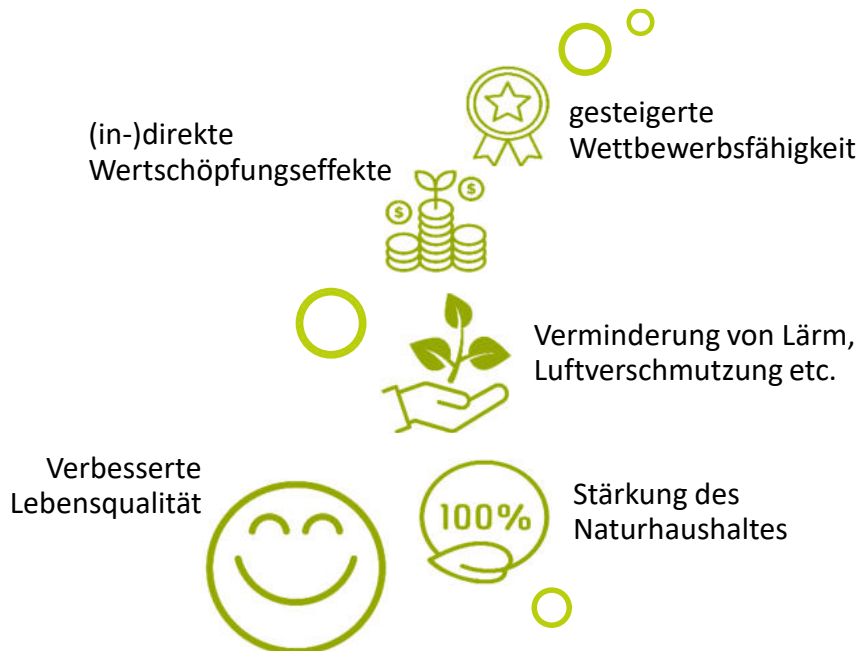 gesteigerte
Wettbewerbsfähigkeit
(in-)direkte
Wertschöpfungseffekte
$
$
Verminderung von Lärm,
Luftverschmutzung etc.
Verbesserte
Lebensqualität
100%
Stärkung des
Naturhaushaltes